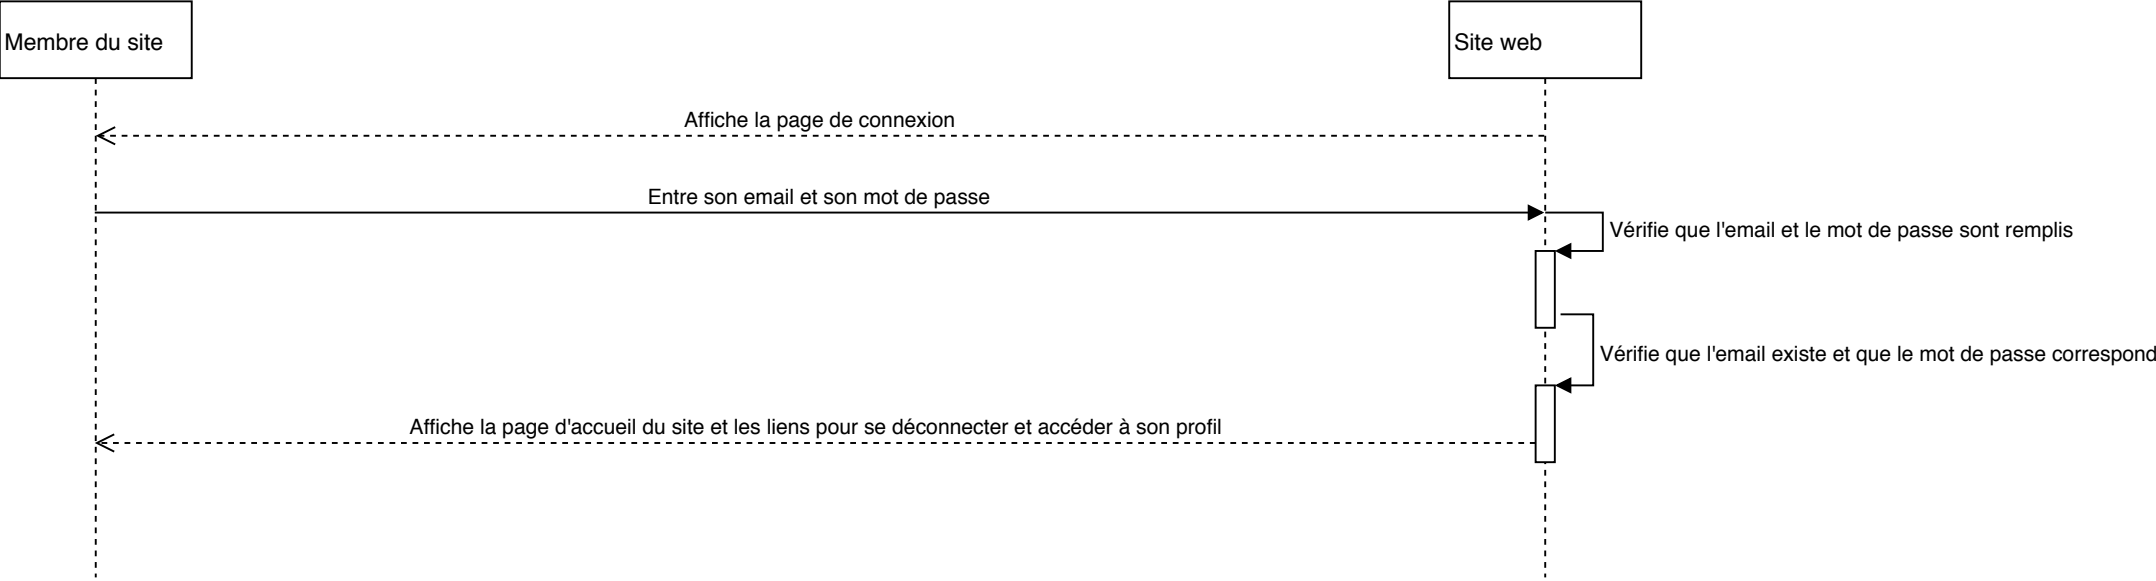 Membre du site
Site web
Affiche la page de connexion
Entre son email et son mot de passe
Vérifie que l'email et le mot de passe sont remplis
Vérifie que l'email existe et que le mot de passe correspond
Affiche la page d'accueil du site et les liens pour se déconnecter et accéder à son profil